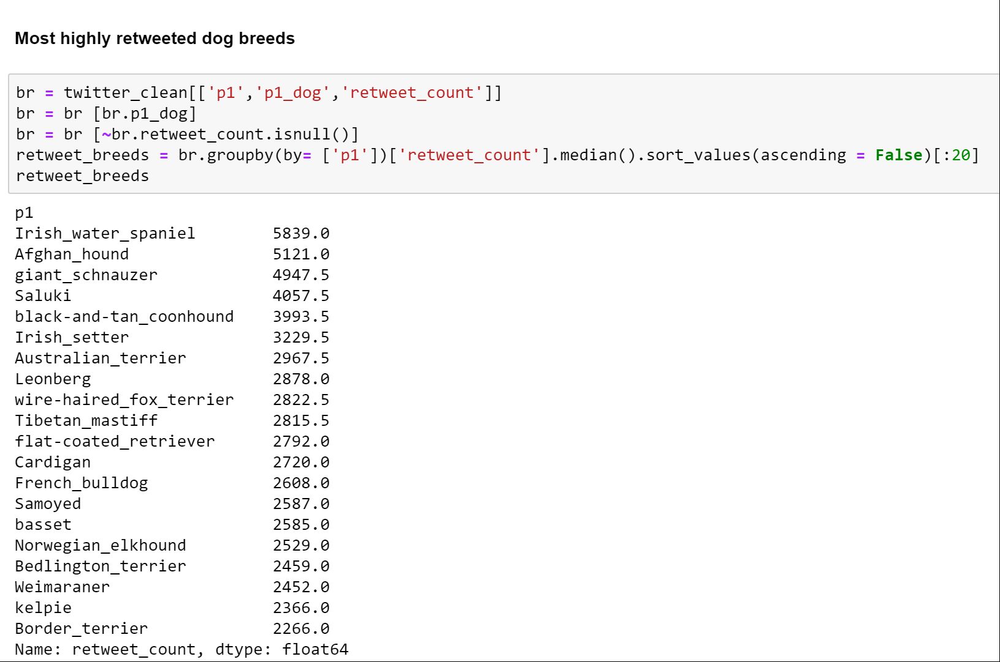 Most highly retweeted dog breeds
br = twitter_clean[['p1','p1_dog','retweet_count']]
br = br [br.p1_dog]
br = br [~br.retweet_count.isnull()]
retweet_breeds = br.groupby(by= ['p1'])['retweet_count'].median().sort_values(ascending = False)[:20]
retweet_breeds
p1
Irish_water_spaniel 5839.0
Afghan_hound 5121.0
giant_schnauzer 4947.5
Saluki 4057.5
black-and-tan_coonhound 3993.5
Irish_setter 3229.5
Australian_terrier 2967.5
Leonberg 2878.0
wire-haired_fox_terrier 2822.5
Tibetan_mastiff 2815.5
flat-coated_retriever 2792.0
Cardigan 2720.0
French_bulldog 2608.0
Samoyed 2587.0
basset 2585.0
Norwegian_elkhound 2529.0
Bedlington_terrier 2459.0
Weimaraner 2452.0
kelpie 2366.0
Border_terrier 2266.0
Name: retweet_count, dtype: float64